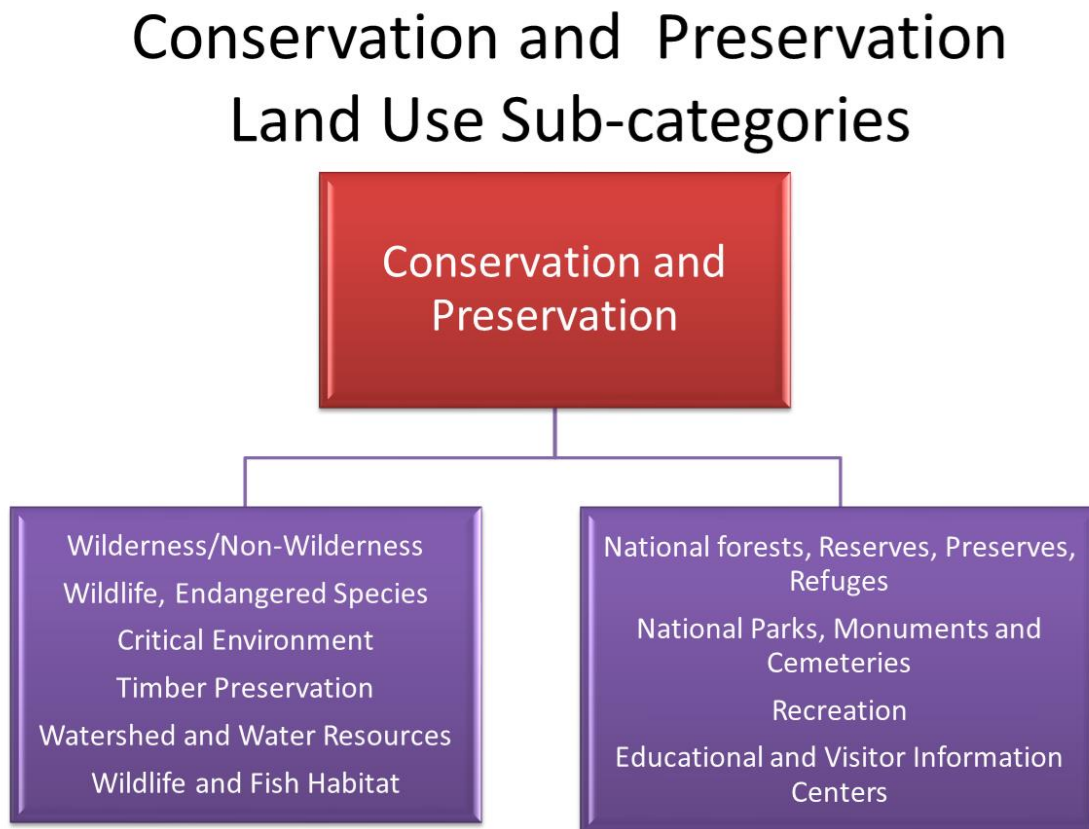 Conservation and Preservation
Land Use Sub-categories
Conservation and
Preservation
Wilderness/Non-Wilderness
Wildlife, Endangered Species
Critical Environment
Timber Preservation
Watershed and Water Resources
Wildlife and Fish Habitat
National forests, Reserves, Preserves,
Refuges
National Parks, Monuments and
Cemeteries
Recreation
Educational and Visitor Information
Centers